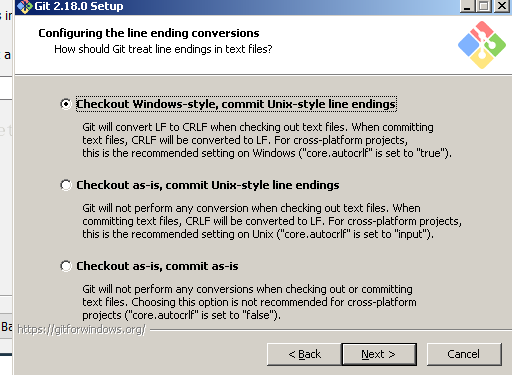 Git 2.18.0 Setup
Configuring the line ending conversions
How should Git treat line endings in text files?
Checkout Windows-style, commit Unix-style line endings
Git will convert LF to CRLF when checking out text files. When committing
text files, CRLF will be converted to LF. For cross-platform projects,
this is the recommended setting on Windows ("core.autocrlf" is set to "true").
Checkout as-is, commit Unix-style line endings
Git will not perform any conversion when checking out text files. When
committing text files, CRLF will be converted to LF. For cross-platform projects,
this is the recommended setting on Unix ("core.autocrlf" is set to "input").
Checkout as-is, commit as-is
Git will not perform any conversions when checking out or committing
text files. Choosing this option is not recommended for cross-platform
projects ("core.autocrlf" is set to "false").
Ba
https://gitforwindows.org/
< Back
Next >
Cancel